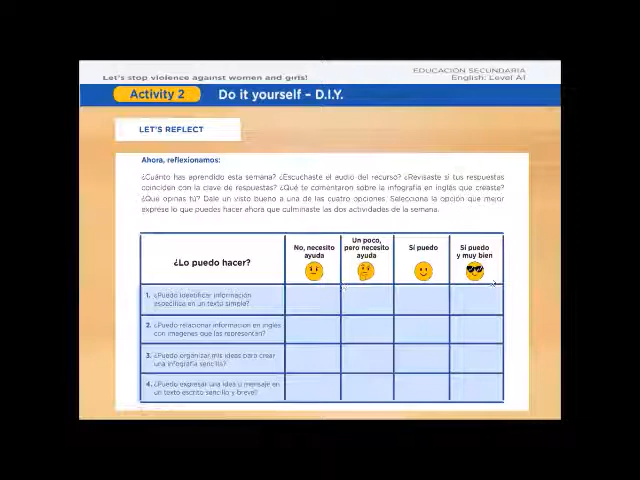 Let's stop violence against women and girls!
EDUCACIÓN SECUNDARIA
English: Level A1
Activity 2
Do it yourself – D.I.Y.
LET'S REFLECT
Ahora, reflexionamos:
¿Cuánto has aprendido esta semana? ¿Escuchaste el audio del recurso? ¿Revisaste si tus respuestas
coinciden con la clave de respuestas? ¿Qué te comentaron sobre la infografía en inglés que creaste?
¿Qué opinas tú? Dale un visto bueno a una de las cuatro opciones. Selecciona la opción que mejor
exprese lo que puedes hacer ahora que culminaste las dos actividades de la semana.
¿Lo puedo hacer?
No, necesito
ayuda
Un poco,
pero necesito
ayuda
Sí puedo
Sí puedo
y muy bien
1. ¿Puedo identificar información
específica en un texto simple?
2. ¿Puedo relacionar información en inglés
con imágenes que las representan?
3. ¿Puedo organizar mis ideas para crear
una infografía sencilla?
4. ¿Puedo expresar una idea o mensaje en
un texto escrito sencillo y breve?